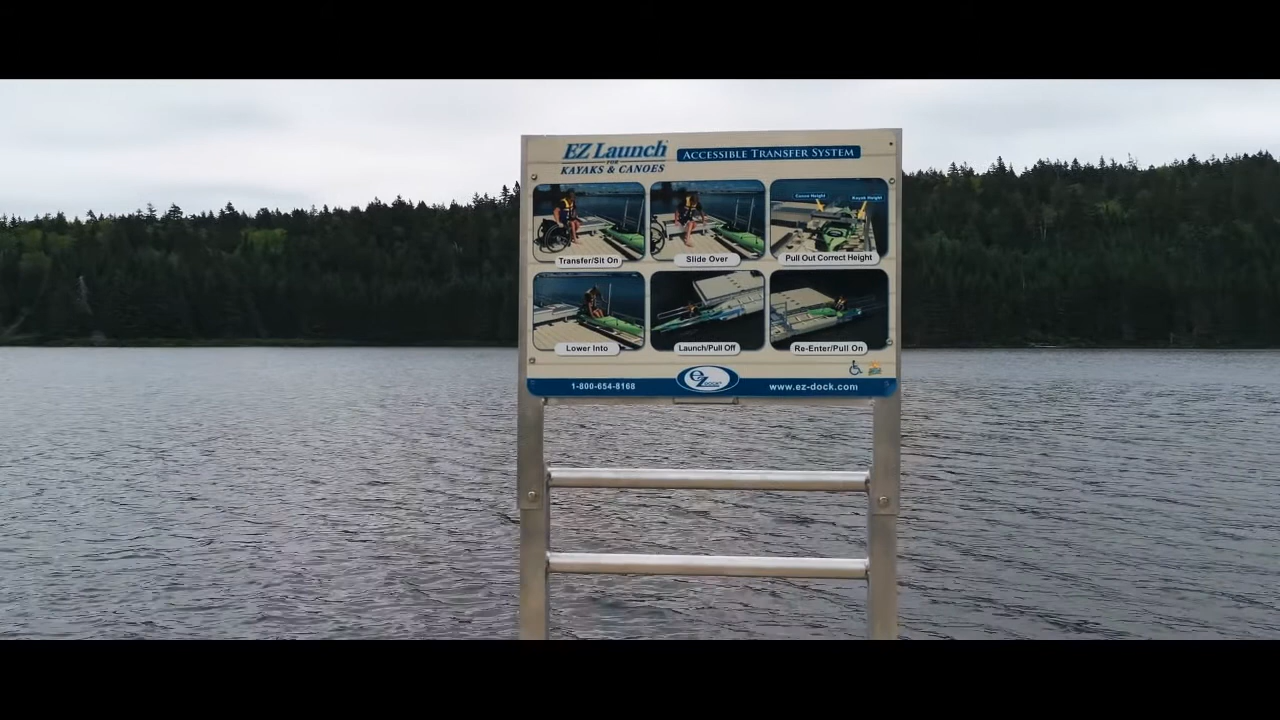 EZ Launch
FOR
KAYAKS & CANOES
ACCESSIBLE TRANSFER SYSTEM
Transfer/Sit On
Slide Over
Canoe Height
Kayak Height
Pull Out Correct Height
Lower Into
Launch/Pull Off
Re-Enter/Pull On
1-800-654-8168
EZ DOCK
www.ez-dock.com